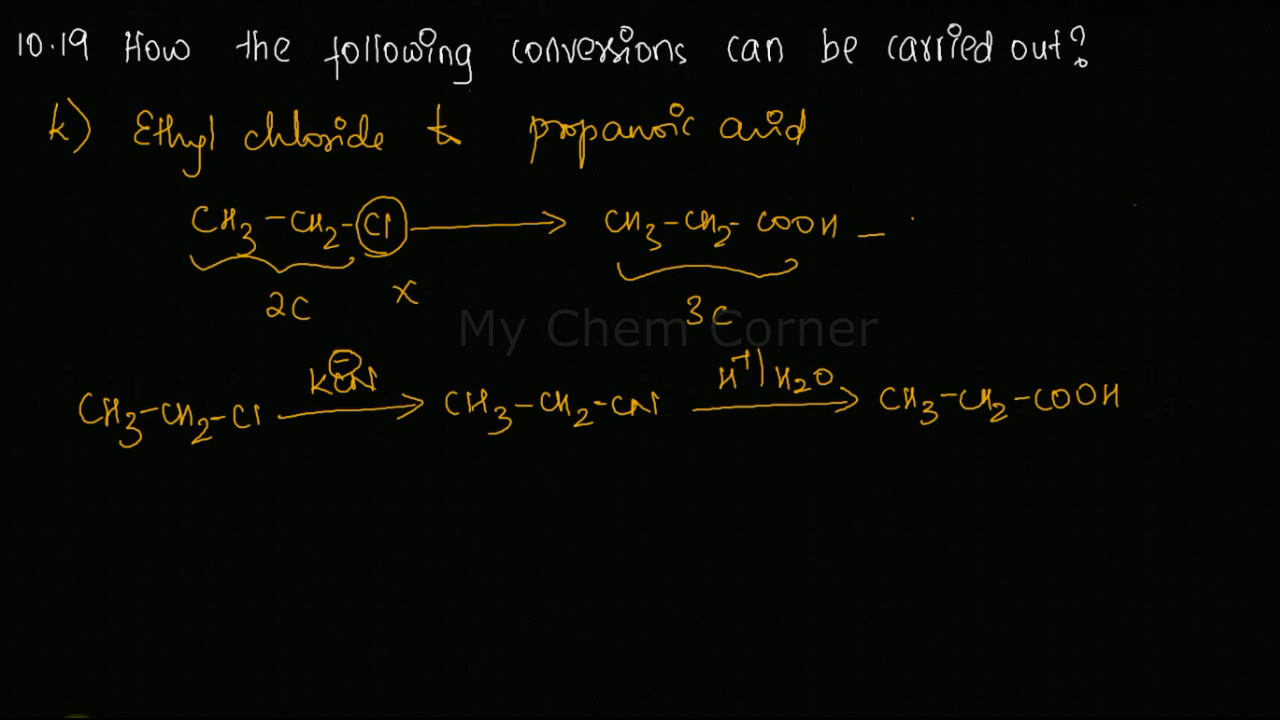 10.19 How the following conversions can be carried out?
k) Ethyl chloride to propanoic acid
CH3-CH2-Cl → CH3-CH2-COOH -
2C x 3C
My Chem Corner
KCN⊖ H+/H2O
CH3-CH2-Cl → CH3-CH2-CN → CH3-CH2-COOH